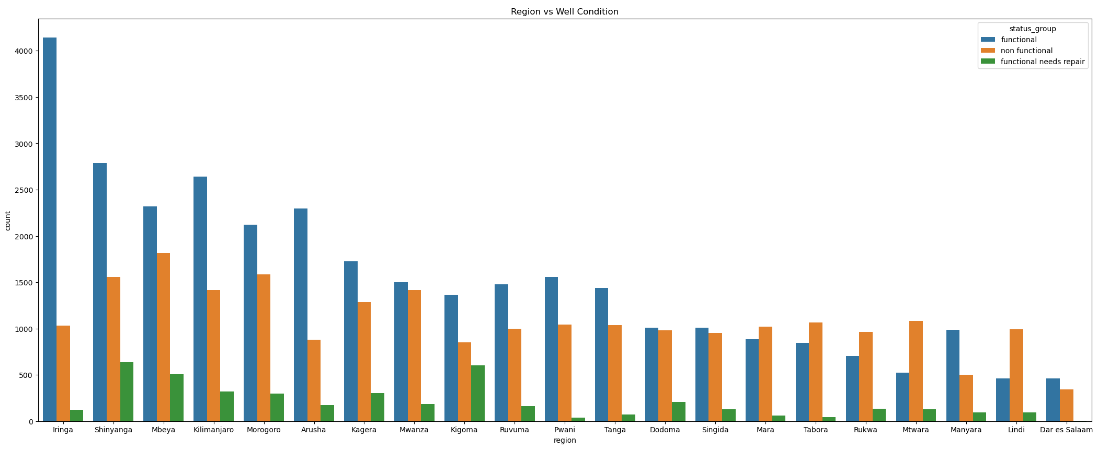 Region vs Well Condition
status_group
functional
non functional
functional needs repair
4000
3500
3000
2500
2000
1500
1000
500
0
count
Iringa Shinyanga Mbeya Kilimanjaro Morogoro Arusha Kagera Mwanza Kigoma Ruvuma Pwani Tanga Dodoma Singida Mara Tabora Rukwa Mtwara Manyara Lindi Dar es Salaam
region